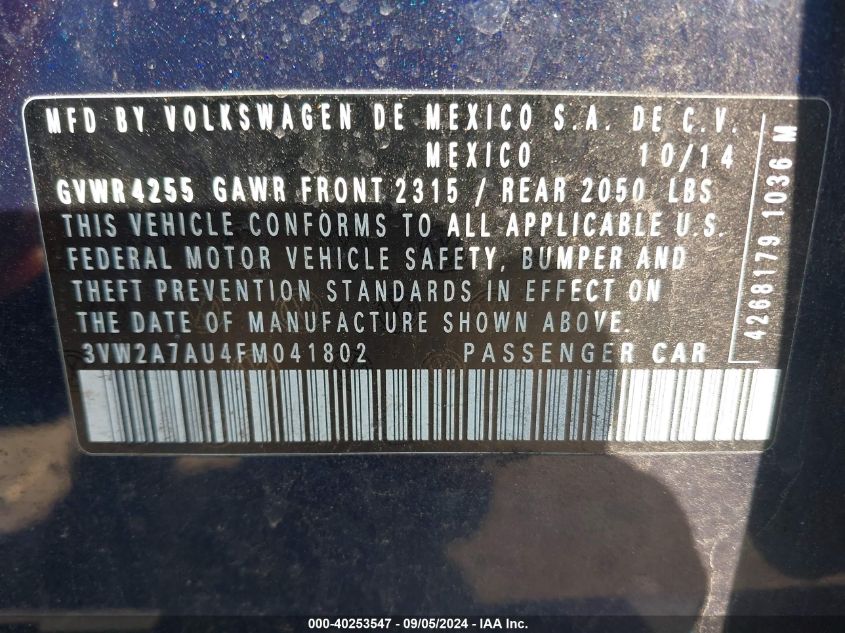 MFD BY VOLKSWAGEN DE MEXICO S.A. DE C.V.
MEXICO 10/14
GVWR 4255 GAWR FRONT 2315 / REAR 2050 LBS
THIS VEHICLE CONFORMS TO ALL APPLICABLE U.S.
FEDERAL MOTOR VEHICLE SAFETY, BUMPER AND
THEFT PREVENTION STANDARDS IN EFFECT ON
THE DATE OF MANUFACTURE SHOWN ABOVE.
3VW2A7AU4FM041802 PASSENGER CAR
4268179 1036 M
000-40253547 - 09/05/2024 - IAA Inc.